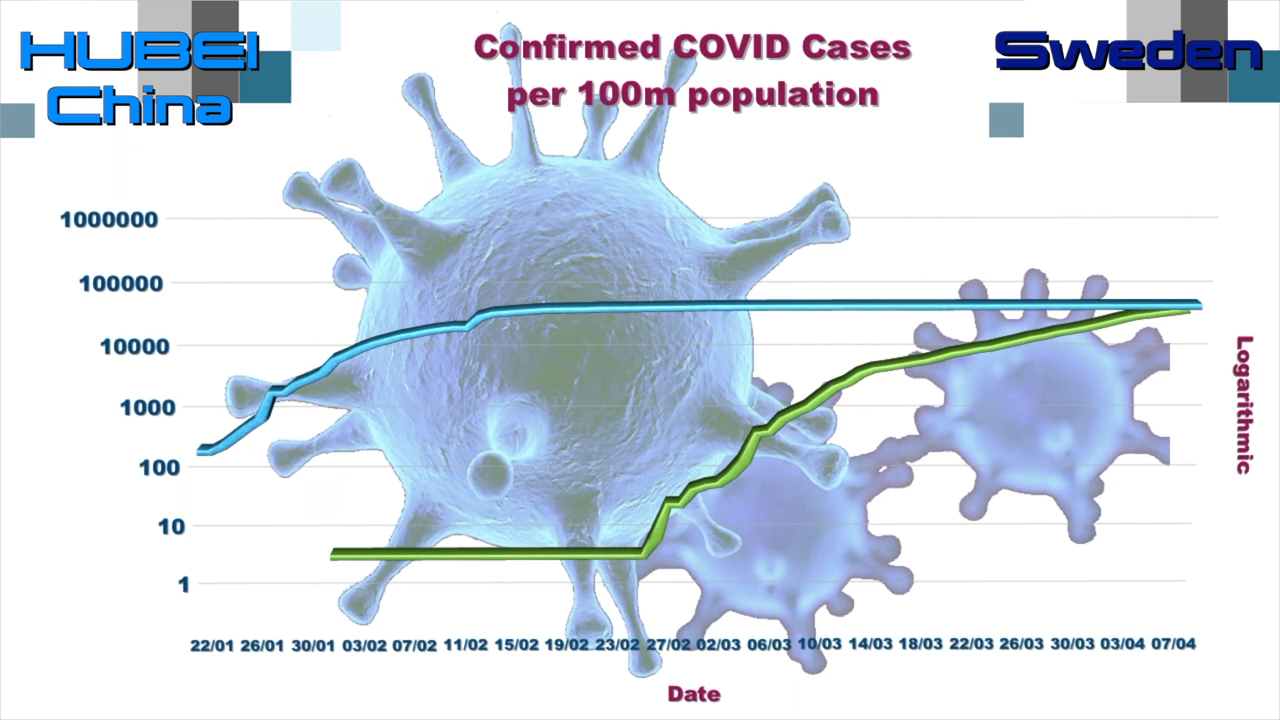 HUBEI
China
Confirmed COVID Cases
per 100m population
Sweden
1000000
100000
10000
1000
100
10
1
Logarithmic
22/01 26/01 30/01 03/02 07/02 11/02 15/02 19/02 23/02 27/02 02/03 06/03 10/03 14/03 18/03 22/03 26/03 30/03 03/04 07/04
Date